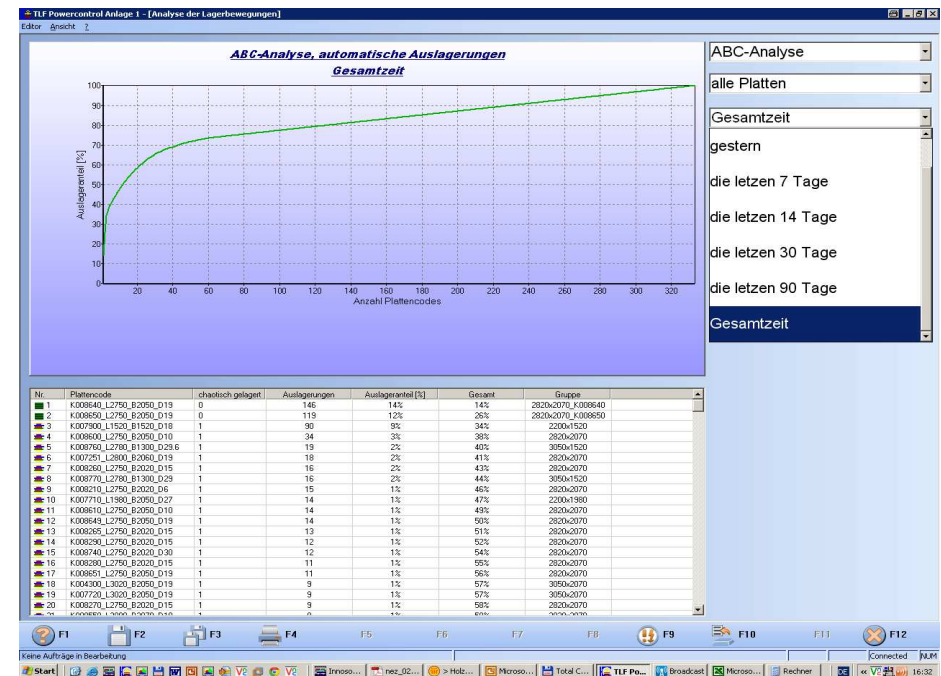 TLF Powercontrol Anlage 1 - [Analyse der Lagerbewegungen]
Editor Ansicht ?
ABC-Analyse, automatische Auslagerungen
Gesamtzeit
Auslageranteil [%]
100
90
80
70
60
50
40
30
20
10
0
20 40 60 80 100 120 140 160 180 200 220 240 260 280 300 320
Anzahl Plattencodes
ABC-Analyse
alle Platten
Gesamtzeit
gestern
die letzen 7 Tage
die letzen 14 Tage
die letzen 30 Tage
die letzen 90 Tage
Gesamtzeit
Nr. Plattencode chaotisch gelagert Auslagerungen Auslageranteil [%] Gesamt Gruppe
1 K008640_L2750_B2050_D19 0 146 14% 14% 2820x2070_K008640
2 K008650_L2750_B2050_D19 0 119 12% 26% 2820x2070_K008650
3 K007900_L1520_B1520_D18 1 90 9% 34% 2200x1520
4 K008600_L2750_B2050_D10 1 34 3% 38% 2820x2070
5 K008760_L2780_B1300_D29.6 1 19 2% 40% 3050x1520
6 K007251_L2800_B2060_D19 1 18 2% 41% 2820x2070
7 K008260_L2750_B2020_D15 1 16 2% 43% 2820x2070
8 K008770_L2780_B1300_D29 1 16 2% 44% 3050x1520
9 K008210_L2750_B2020_D6 1 15 1% 46% 2820x2070
10 K007710_L1980_B2050_D27 1 14 1% 47% 2200x1980
11 K008610_L2750_B2050_D10 1 14 1% 49% 2820x2070
12 K008649_L2750_B2050_D19 1 14 1% 50% 2820x2070
13 K008265_L2750_B2020_D15 1 13 1% 51% 2820x2070
14 K008290_L2750_B2020_D15 1 12 1% 52% 2820x2070
15 K008740_L2750_B2020_D30 1 12 1% 54% 2820x2070
16 K008280_L2750_B2020_D15 1 11 1% 55% 2820x2070
17 K008651_L2750_B2050_D19 1 11 1% 56% 2820x2070
18 K004300_L3020_B2050_D19 1 9 1% 57% 3050x2070
19 K007720_L3020_B2050_D19 1 9 1% 57% 3050x2070
20 K008270_L2750_B2020_D15 1 9 1% 58% 2820x2070
F1 F2 F3 F4 F5 F6 F7 F8 F9 F10 F11 F12
Keine Aufträge in Bearbeitung Connected NUM
Start Innoso... nez_02... > Holz... Microso... Total C... TLF Po... Broadcast Microso... Rechner DE 16:32